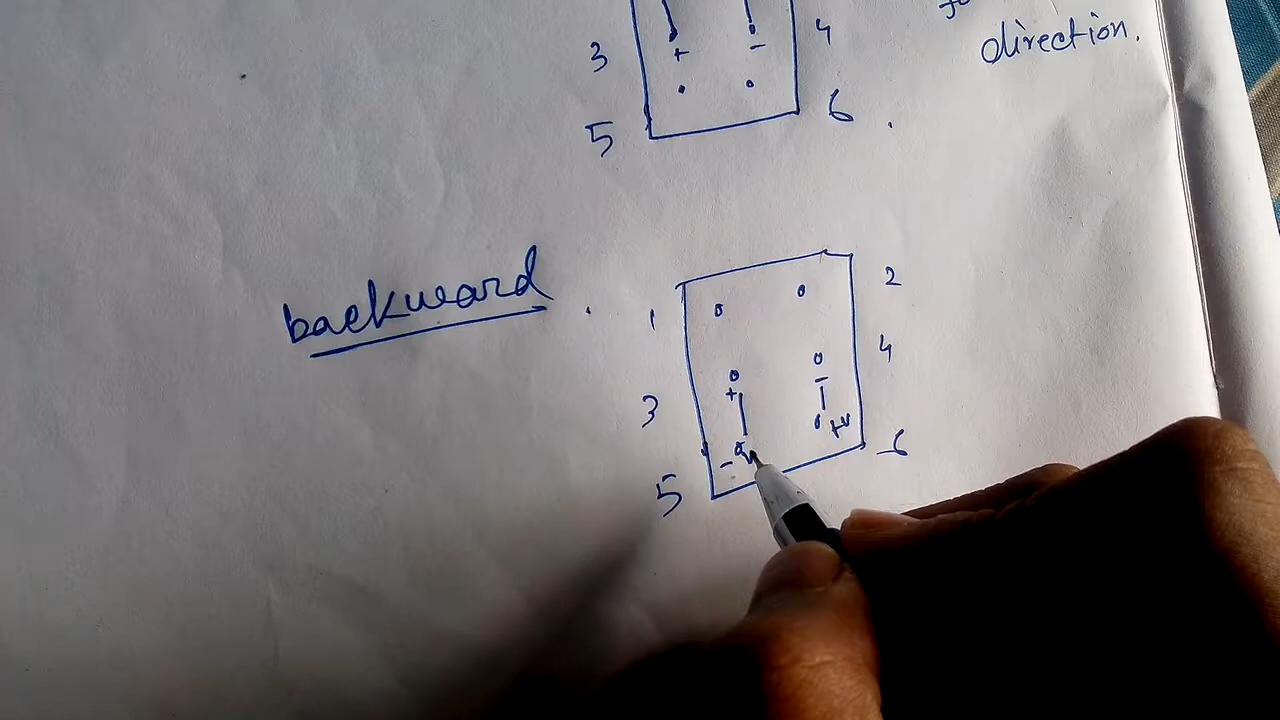 3 + - 4
direction.
5 6
backward
1 2
4
3 + -
+v
- 6
5